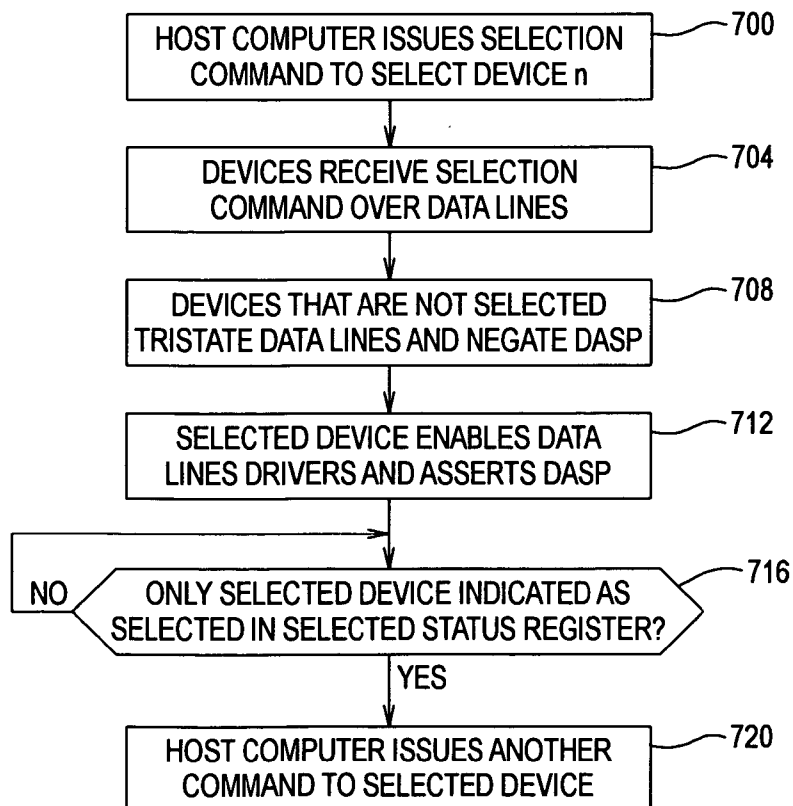 HOST COMPUTER ISSUES SELECTION
COMMAND TO SELECT DEVICE n
700
DEVICES RECEIVE SELECTION
COMMAND OVER DATA LINES
704
DEVICES THAT ARE NOT SELECTED
TRISTATE DATA LINES AND NEGATE DASP
708
SELECTED DEVICE ENABLES DATA
LINES DRIVERS AND ASSERTS DASP
712
NO
ONLY SELECTED DEVICE INDICATED AS
SELECTED IN SELECTED STATUS REGISTER?
716
YES
HOST COMPUTER ISSUES ANOTHER
COMMAND TO SELECTED DEVICE
720